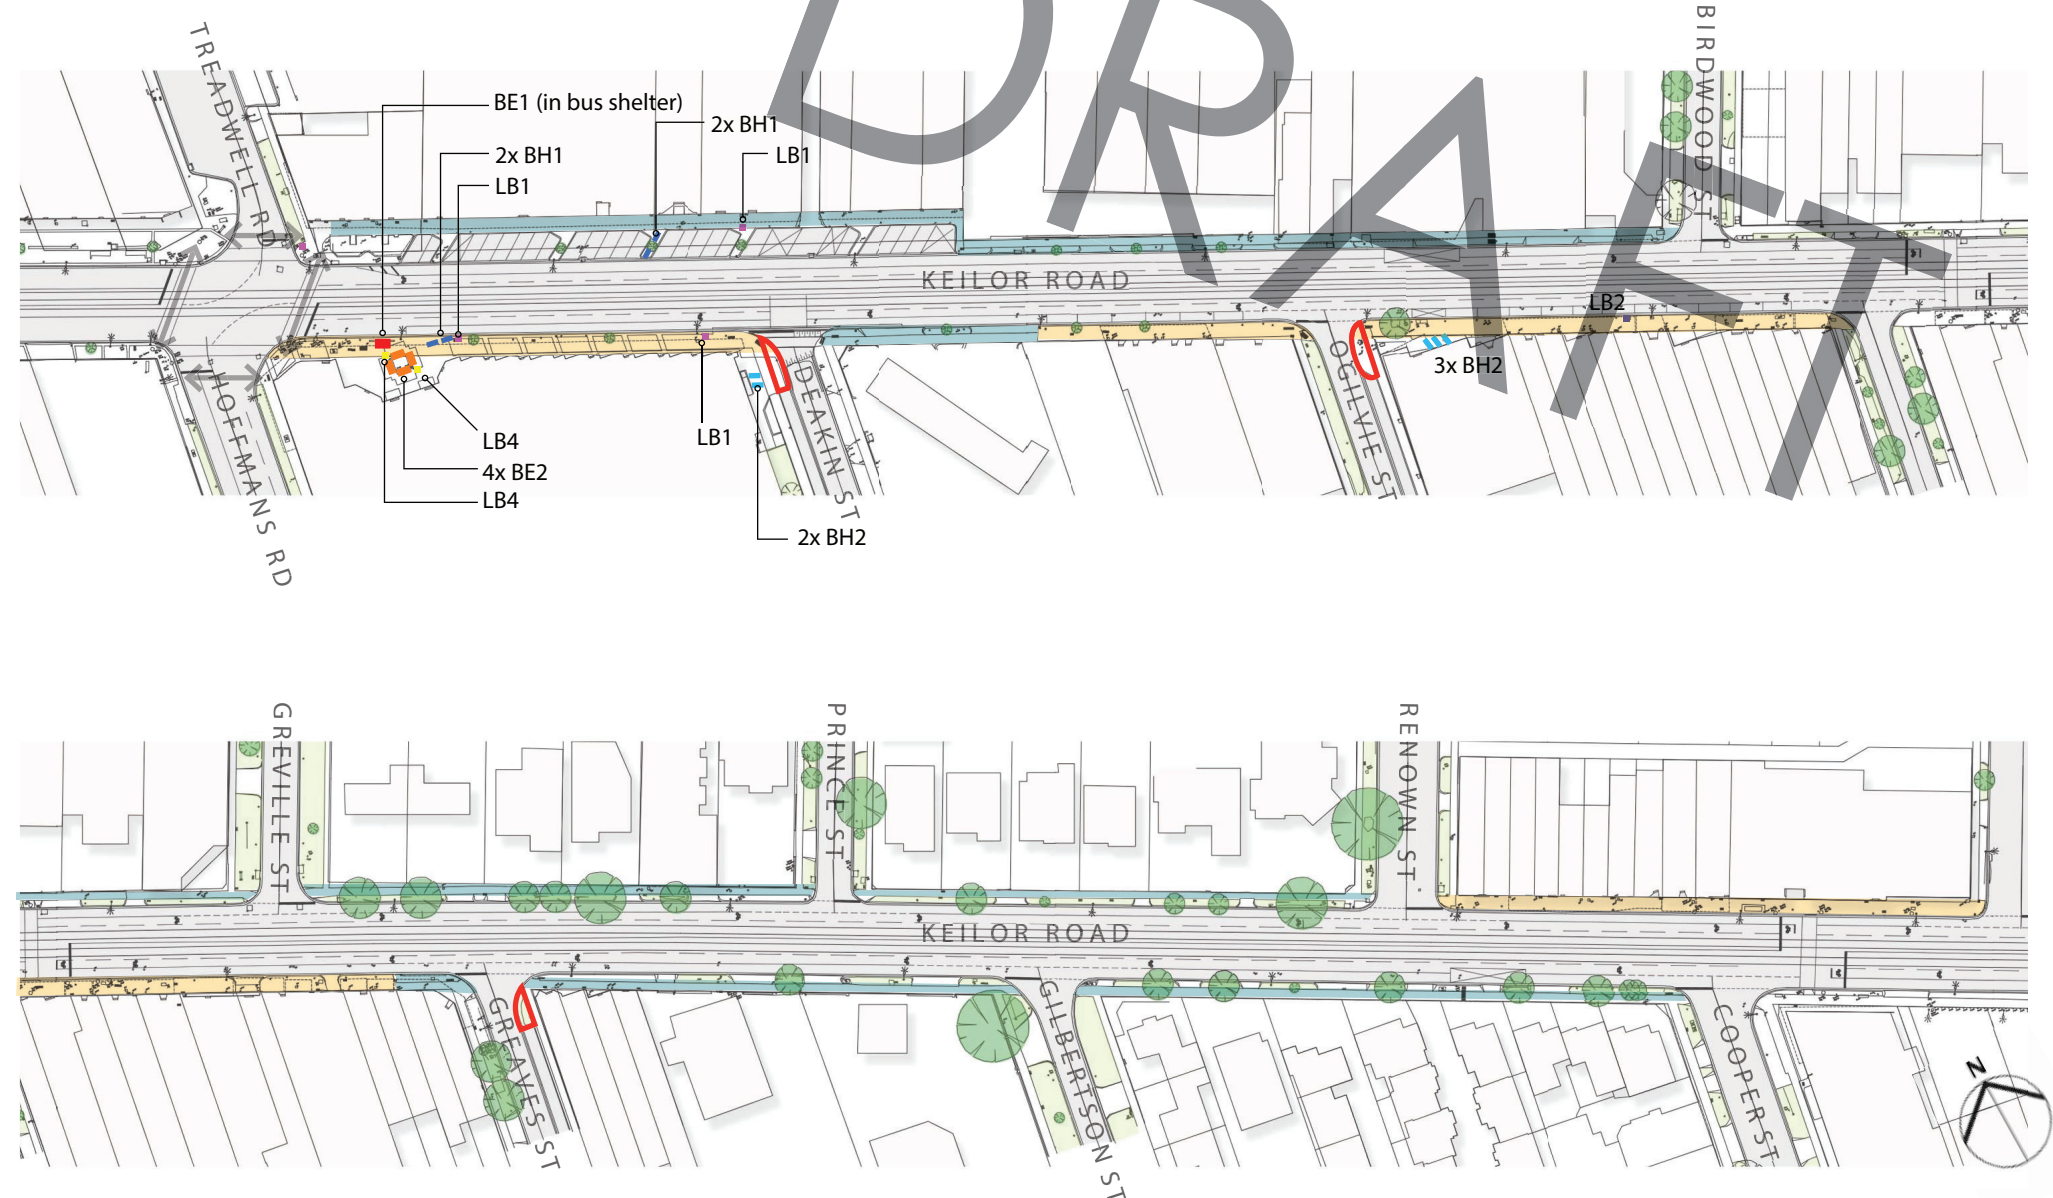 DRAFT
TREADWELL RD
BIRDWOOD ST
BE1 (in bus shelter)
2x BH1
2x BH1
LB1
LB1
KEILOR ROAD
LB2
3x BH2
HOFFMANS RD
DEAKIN ST
OGILVIE ST
LB4
LB1
4x BE2
LB4
2x BH2
GREVILLE ST
PRINCE ST
RENOWN ST
KEILOR ROAD
GREAVES ST
GILBERTSON ST
COOPER ST
N